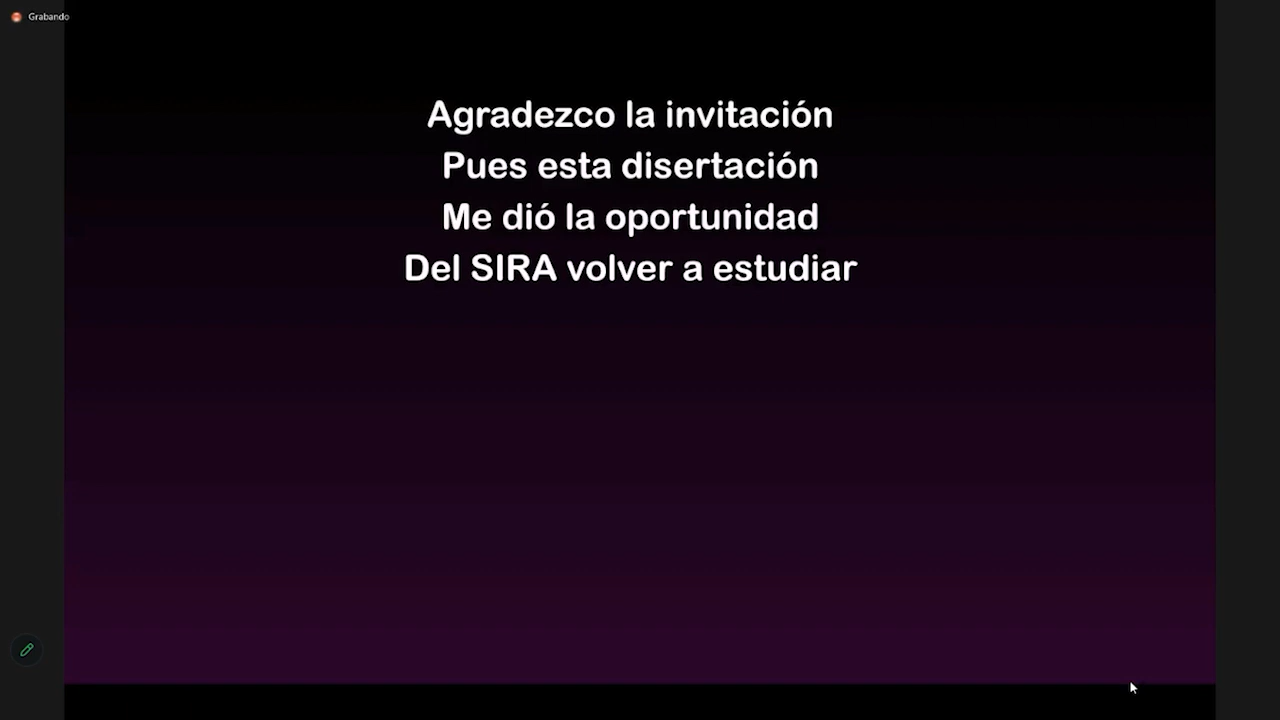 Grabando
Agradezco la invitación
Pues esta disertación
Me dió la oportunidad
Del SIRA volver a estudiar